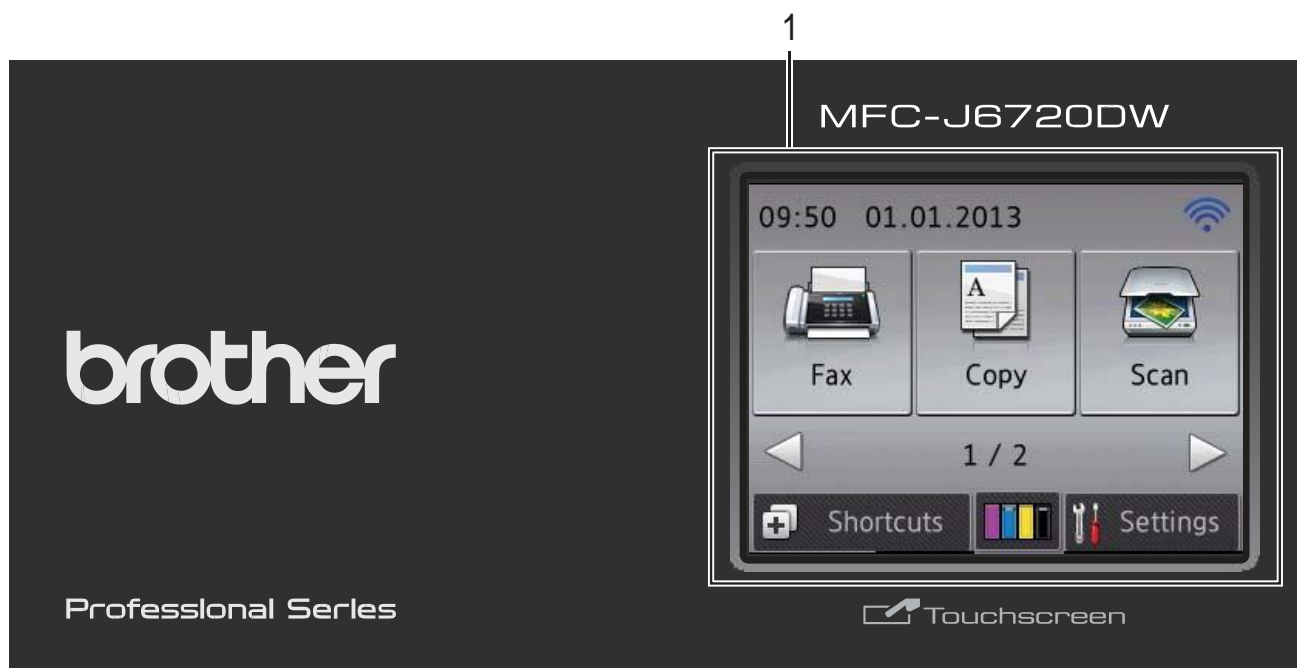 1
MFC-J6720DW
09:50 01.01.2013
A
Fax Copy Scan
1 / 2
Shortcuts Settings
brother
Professional Series
Touchscreen